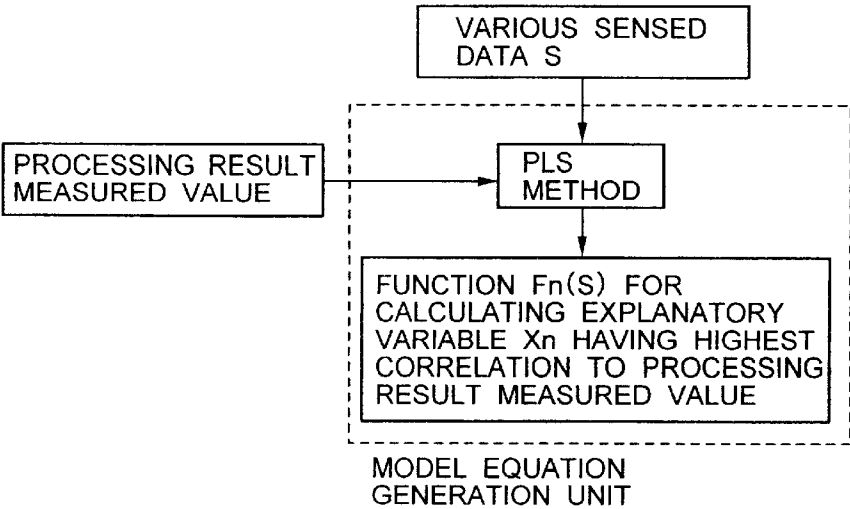 VARIOUS SENSED
DATA S
PROCESSING RESULT
MEASURED VALUE
PLS
METHOD
FUNCTION Fn(S) FOR
CALCULATING EXPLANATORY
VARIABLE Xn HAVING HIGHEST
CORRELATION TO PROCESSING
RESULT MEASURED VALUE
MODEL EQUATION
GENERATION UNIT